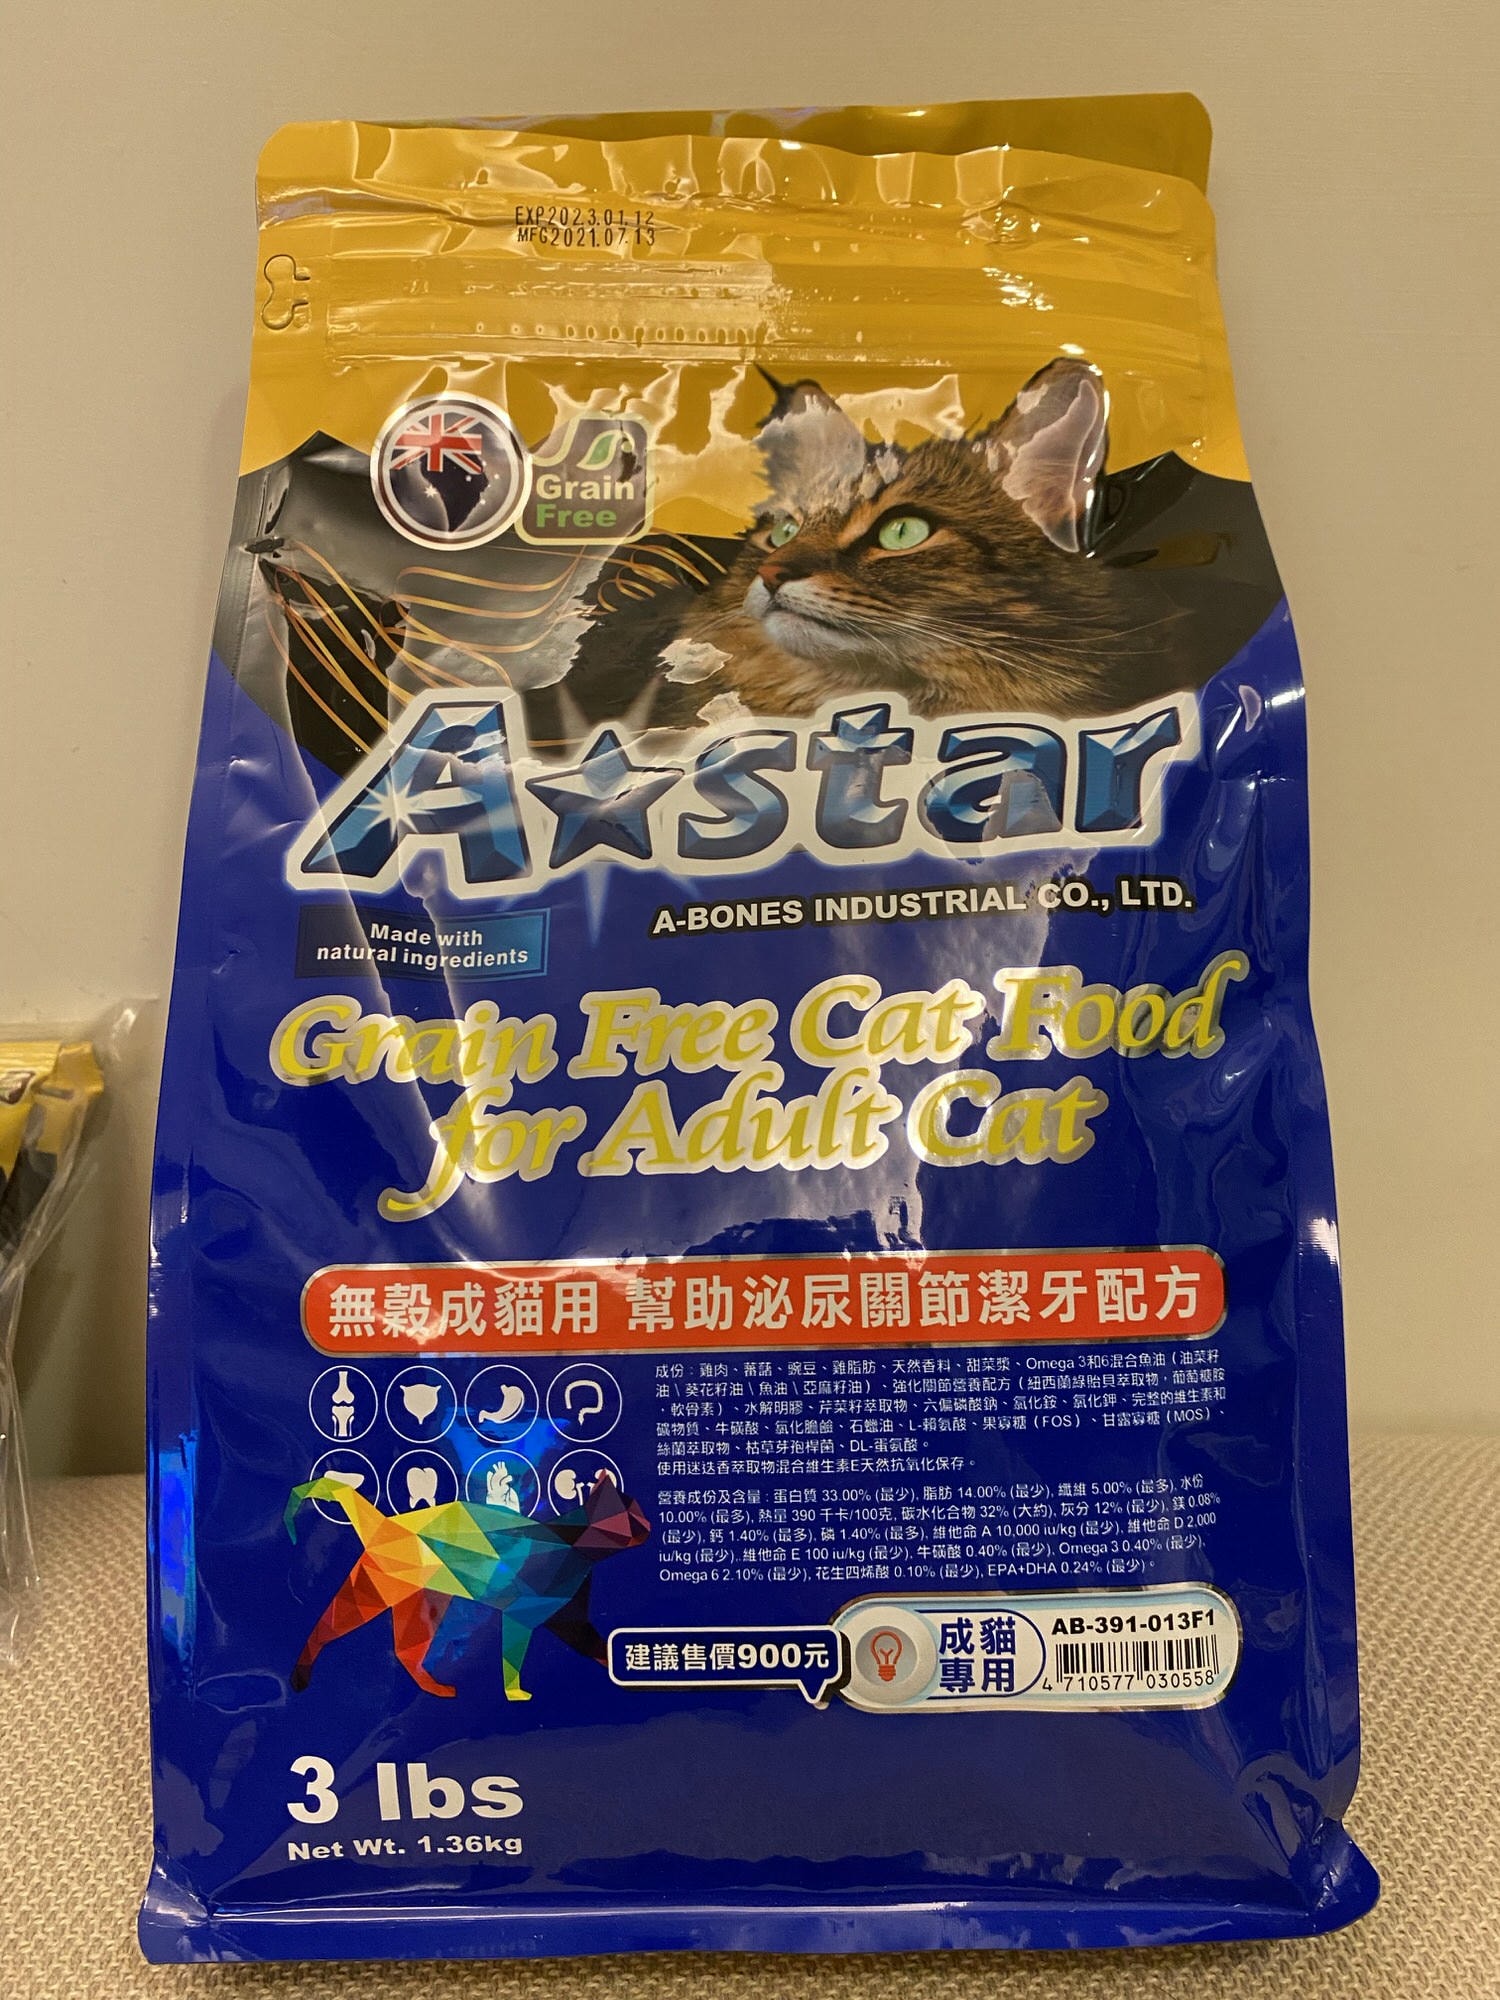 EXP2023.01.12
MFG2021.07.13
Grain
Free
A★star
A-BONES INDUSTRIAL CO., LTD.
Made with
natural ingredients
Grain Free Cat Food
for Adult Cat
無穀成貓用 幫助泌尿關節潔牙配方
成份：雞肉、蕃藷、豌豆、雞脂肪、天然香料、甜菜漿、Omega 3和6混合魚油（油菜籽
油 \ 葵花籽油 \ 魚油 \ 亞麻籽油）、強化關節營養配方（紐西蘭綠貽貝萃取物，葡萄糖胺
，軟骨素）、水解明膠、芹菜籽萃取物、六偏磷酸鈉、氯化銨、氯化鉀、完整的維生素和
礦物質、牛磺酸、氯化膽鹼、石蠟油、L-賴氨酸、果寡糖（FOS）、甘露寡糖（MOS）、
絲蘭萃取物、枯草芽孢桿菌、DL-蛋氨酸。
使用迷迭香萃取物混合維生素E天然抗氧化保存。
營養成份及含量：蛋白質 33.00% (最少), 脂肪 14.00% (最少), 纖維 5.00% (最多), 水份
10.00% (最多), 熱量 390 千卡/100克, 碳水化合物 32% (大約), 灰分 12% (最少), 鎂 0.08%
(最少), 鈣 1.40% (最多), 磷 1.40% (最多), 維他命 A 10,000 iu/kg (最少), 維他命 D 2,000
iu/kg (最少), 維他命 E 100 iu/kg (最少), 牛磺酸 0.40% (最少), Omega 3 0.40% (最少),
Omega 6 2.10% (最少), 花生四烯酸 0.10% (最少), EPA+DHA 0.24% (最少)。
建議售價900元
成貓
專用
AB-391-013F1
4 710577 030558
3 lbs
Net Wt. 1.36kg